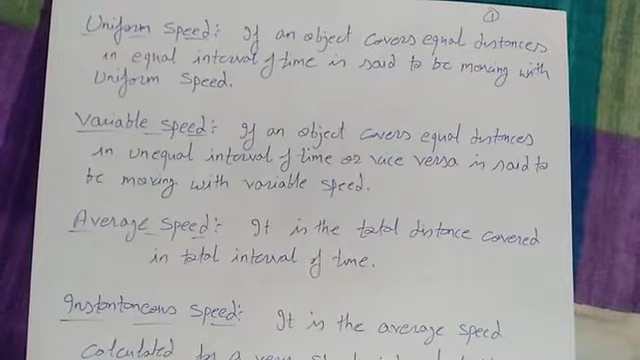 1
Uniform Speed: If an object covers equal distances
in equal interval of time is said to be moving with
Uniform Speed.
Variable Speed: If an object covers equal distances
in unequal interval of time or vice versa is said to
be moving with variable speed.
Average Speed: It is the total distance covered
in total interval of time.
Instantaneous Speed: It is the average speed
calculated for a very